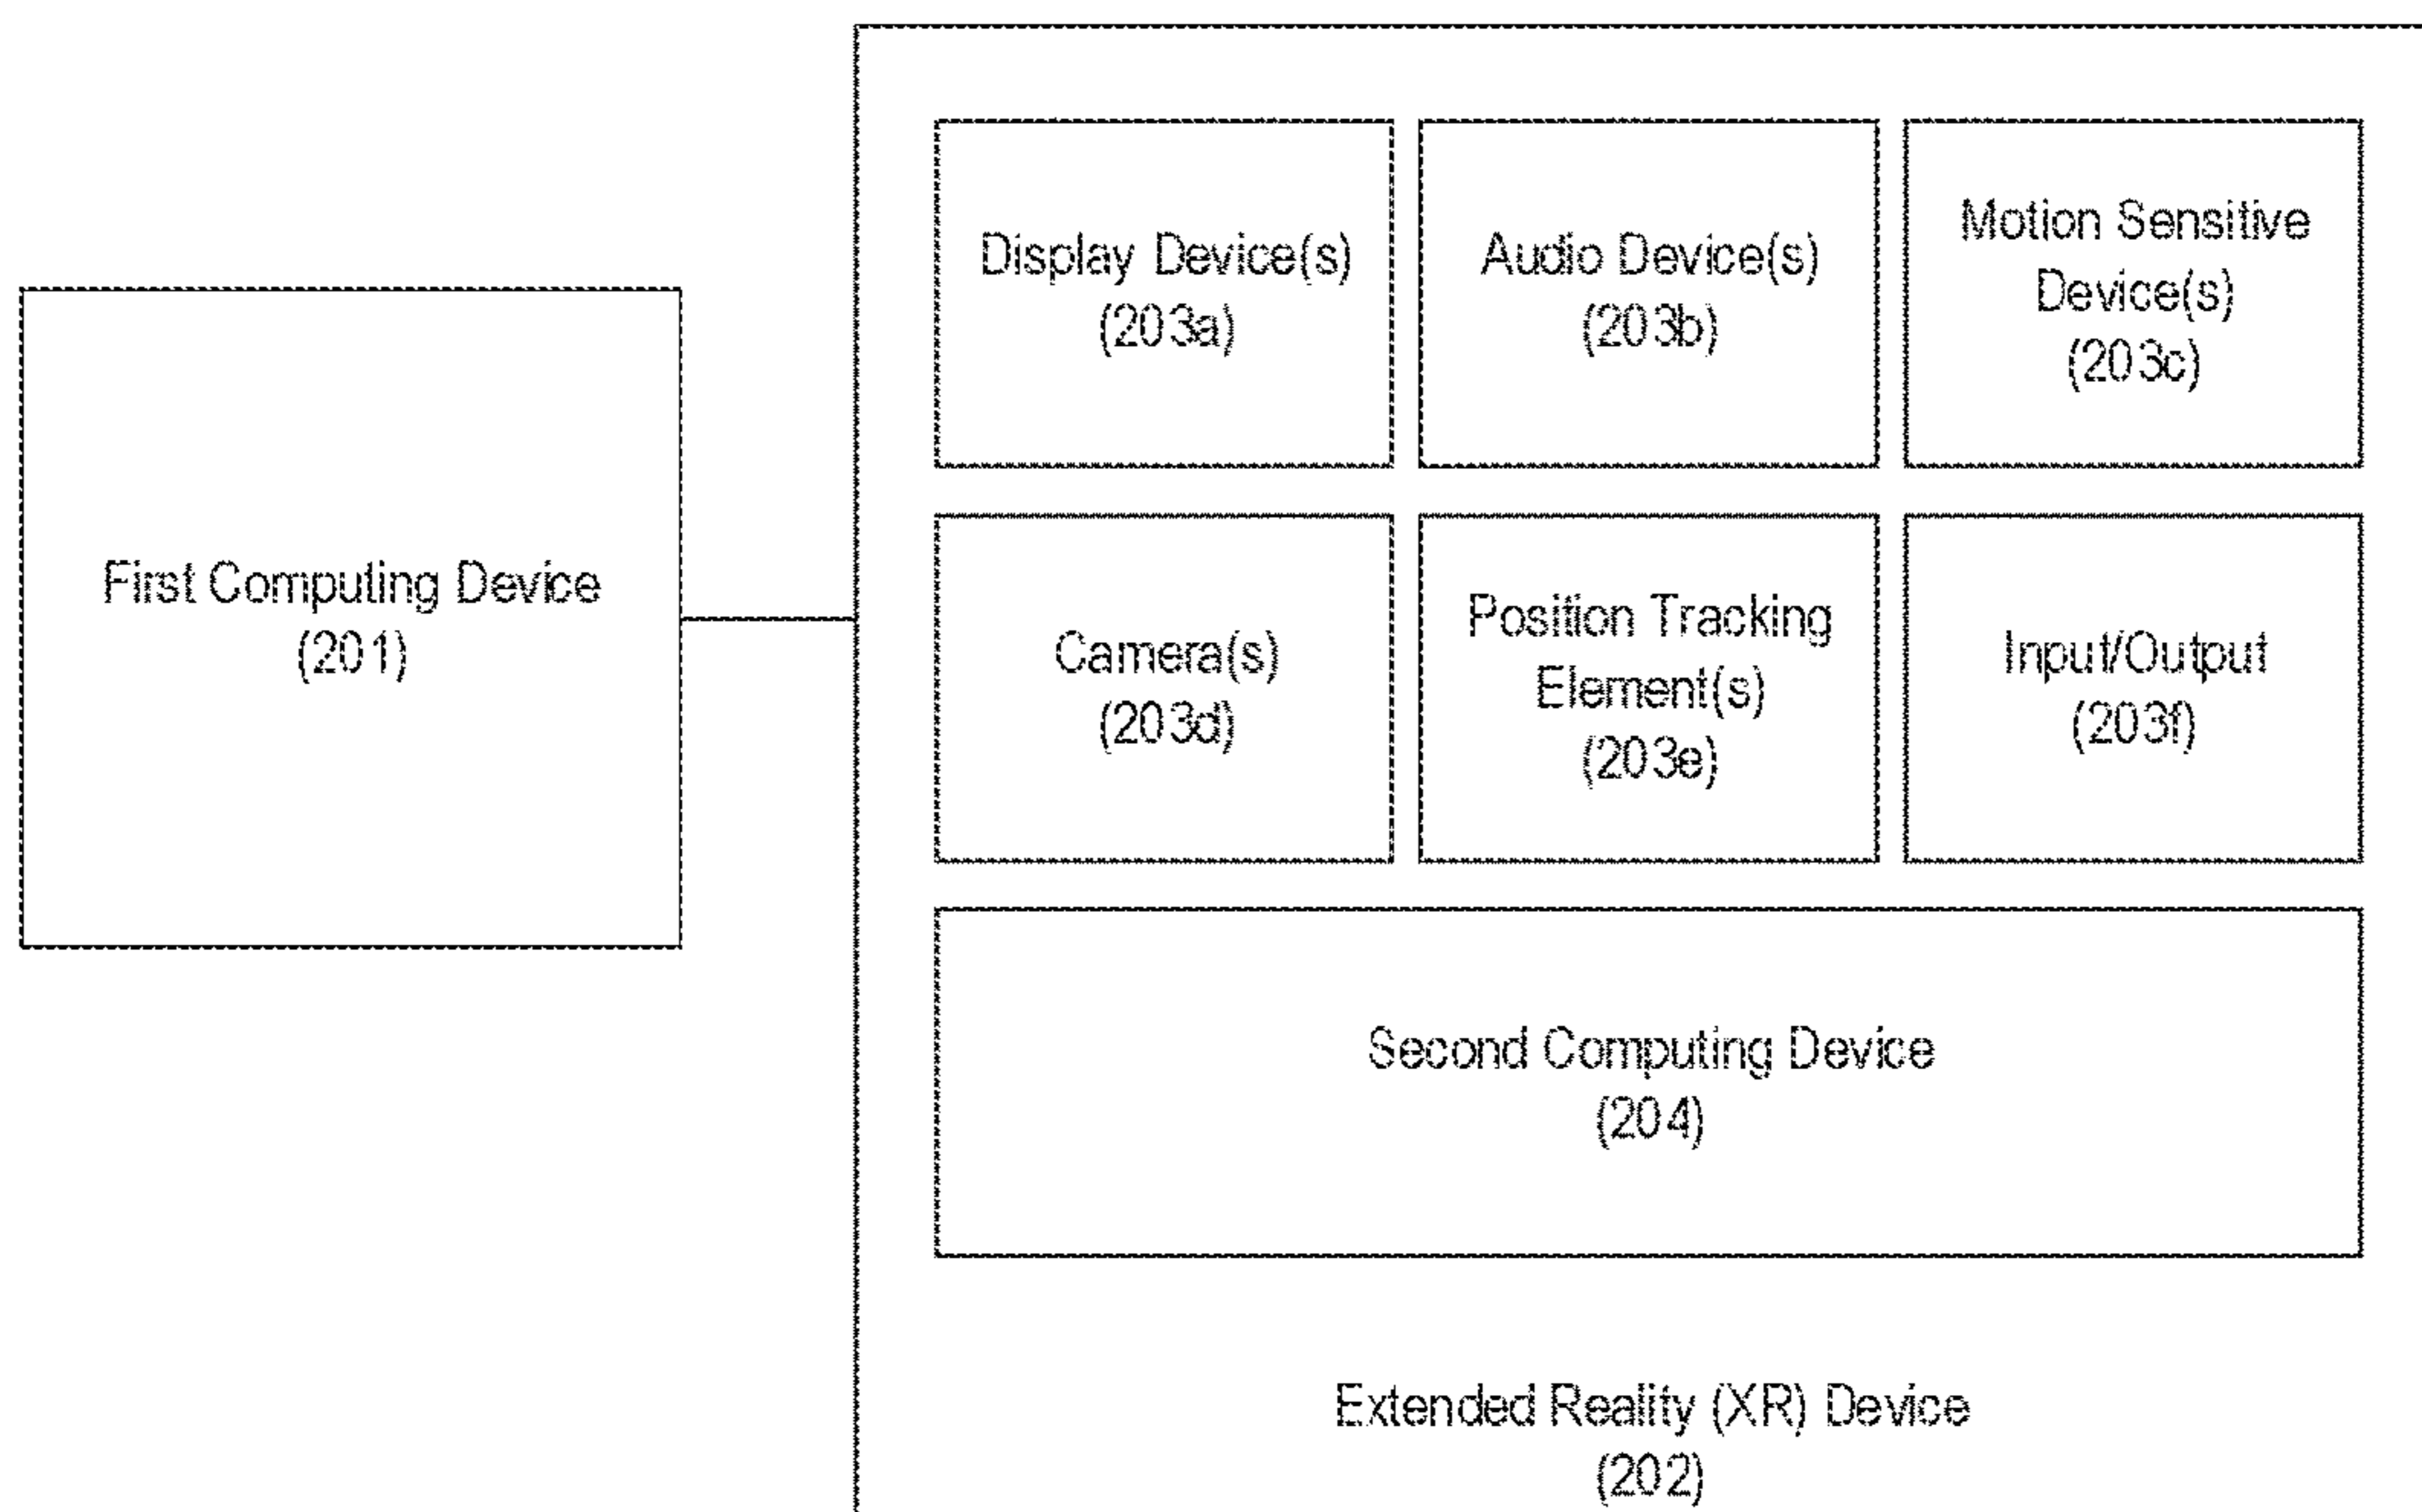 First Computing Device
(201)
Display Device(s)
(203a)
Audio Device(s)
(203b)
Motion Sensitive
Device(s)
(203c)
Camera(s)
(203d)
Position Tracking
Element(s)
(203e)
Input/Output
(203f)
Second Computing Device
(204)
Extended Reality (XR) Device
(202)